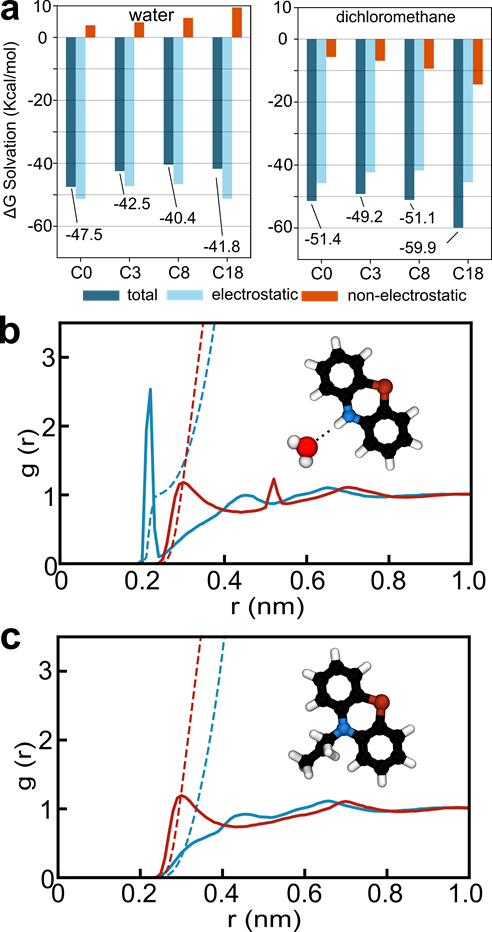 a
water
dichloromethane
ΔG Solvation (Kcal/mol)
10
0
-20
-40
-60
-47.5
-42.5
-40.4
-41.8
C0 C3 C8 C18
10
0
-20
-40
-60
-51.4
-49.2
-51.1
-59.9
C0 C3 C8 C18
total electrostatic non-electrostatic
b
g (r)
3
2
1
0
0 0.2 0.4 0.6 0.8 1.0
r (nm)
c
g (r)
3
2
1
0
0 0.2 0.4 0.6 0.8 1.0
r (nm)